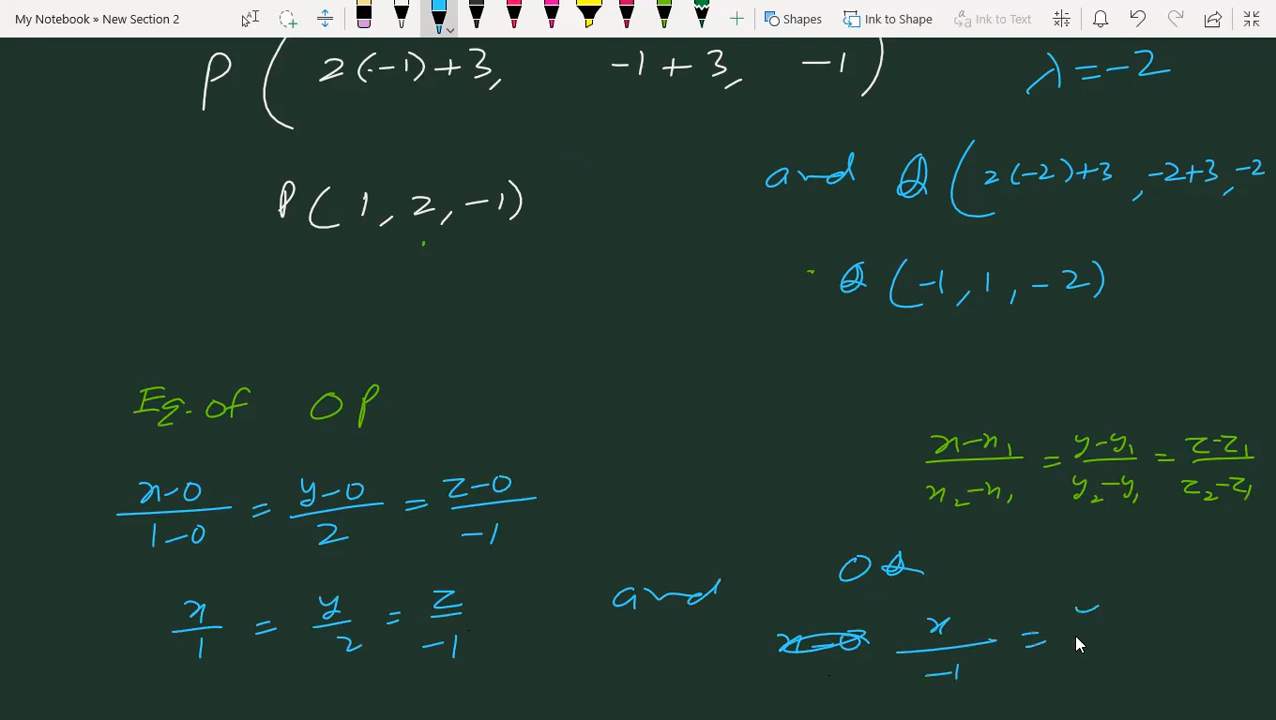 My Notebook » New Section 2
Shapes Ink to Shape Ink to Text
P ( 2(-1)+3, -1+3, -1 )
λ = -2
and Q ( 2(-2)+3, -2+3, -2
P ( 1, 2, -1)
Q ( -1, 1, -2)
Eq. of OP
x-x₁/x₂-x₁ = y-y₁/y₂-y₁ = z-z₁/z₂-z₁
x-0/1-0 = y-0/2 = z-0/-1
and OQ
x/1 = y/2 = z/-1
x/-1 =